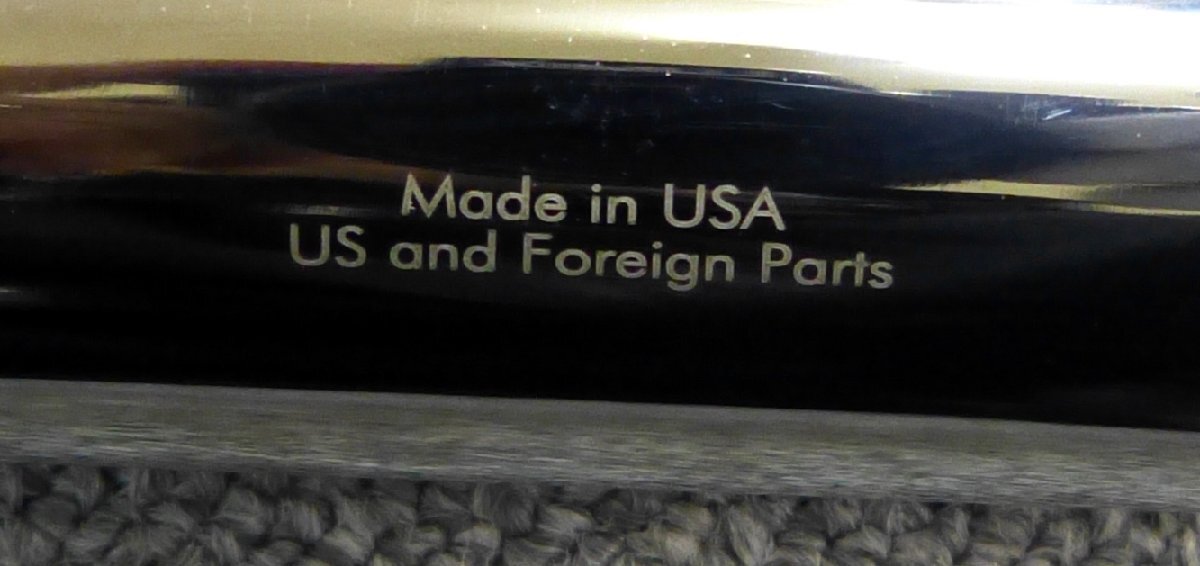 Made in USA
US and Foreign Parts